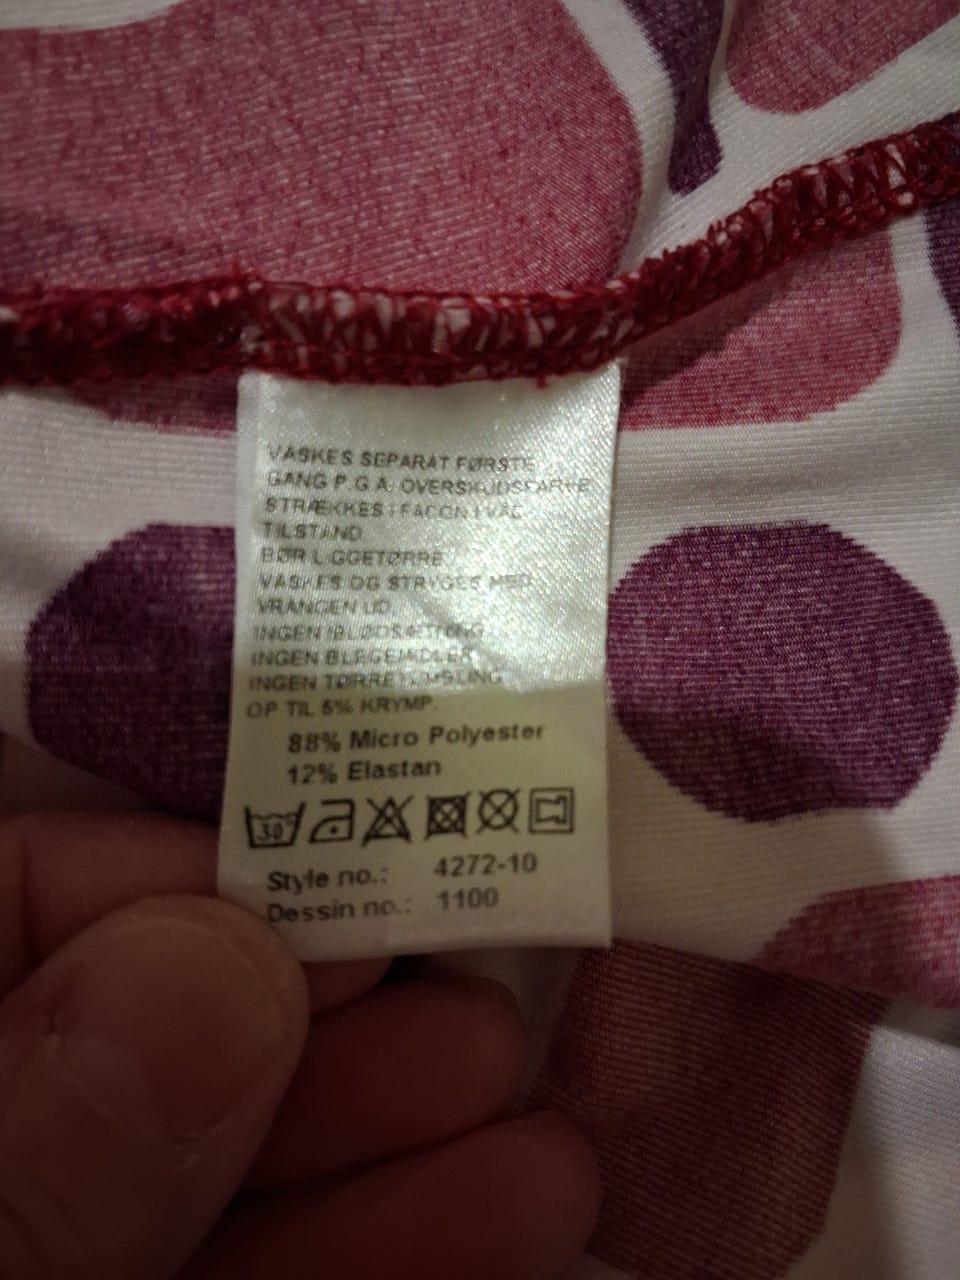 VASKES SEPARAT FØRSTE
GANG P.G.A. OVERSKUDSFARVE
STRÆKKES I FACON I VÅD
TILSTAND
BØR LIGGETØRRE
VASKES OG STRYGES MED
VRANGEN UD
INGEN IBLØDSÆTNING
INGEN BLEGEMIDLER
INGEN TØRRETUMBLING
OP TIL 5% KRYMP.
88% Micro Polyester
12% Elastan
30°
Style no.: 4272-10
Dessin no.: 1100